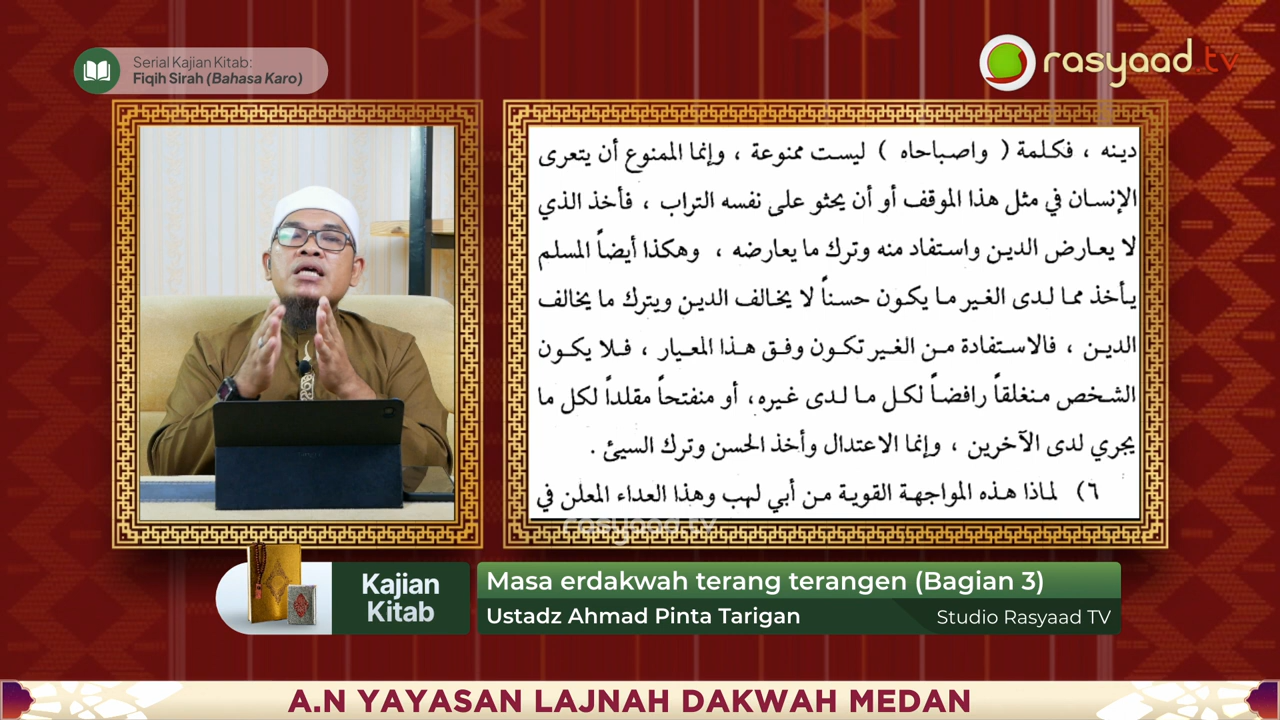 Serial Kajian Kitab:
Fiqih Sirah (Bahasa Karo)
rasyaad tv
دينه ، فكلمة ( واصباحاه ) ليست ممنوعة ، وإنما الممنوع أن يتعرى
الإنسان في مثل هذا الموقف أو أن يحثو على نفسه التراب ، فأخذ الذي
لا يعارض الدين واستفاد منه وترك ما يعارضه ، وهكذا أيضاً المسلم
يأخذ مما لدى الغير ما يكون حسناً لا يخالف الدين ويترك ما يخالف
الدين ، فالاستفادة من الغير تكون وفق هذا المعيار ، فلا يكون
الشخص منغلقاً رافضاً لكل ما لدى غيره، أو منفتحاً مقلداً لكل ما
يجري لدى الآخرين ، وإنما الاعتدال وأخذ الحسن وترك السيئ .
٦) لماذا هذه المواجهة القوية من أبي لهب وهذا العداء المعلن في
rasyaad tv
Kajian
Kitab
Masa erdakwah terang terangen (Bagian 3)
Ustadz Ahmad Pinta Tarigan
Studio Rasyaad TV
A.N YAYASAN LAJNAH DAKWAH MEDAN